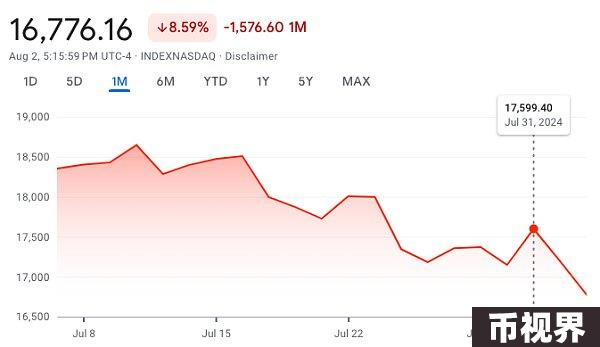 16,776.16 ↓8.59% -1,576.60 1M
Aug 2, 5:15:59 PM UTC-4 · INDEXNASDAQ · Disclaimer
1D 5D 1M 6M YTD 1Y 5Y MAX
17,599.40
Jul 31, 2024
19,000
18,500
18,000
17,500
17,000
16,500
Jul 8 Jul 15 Jul 22
币视界